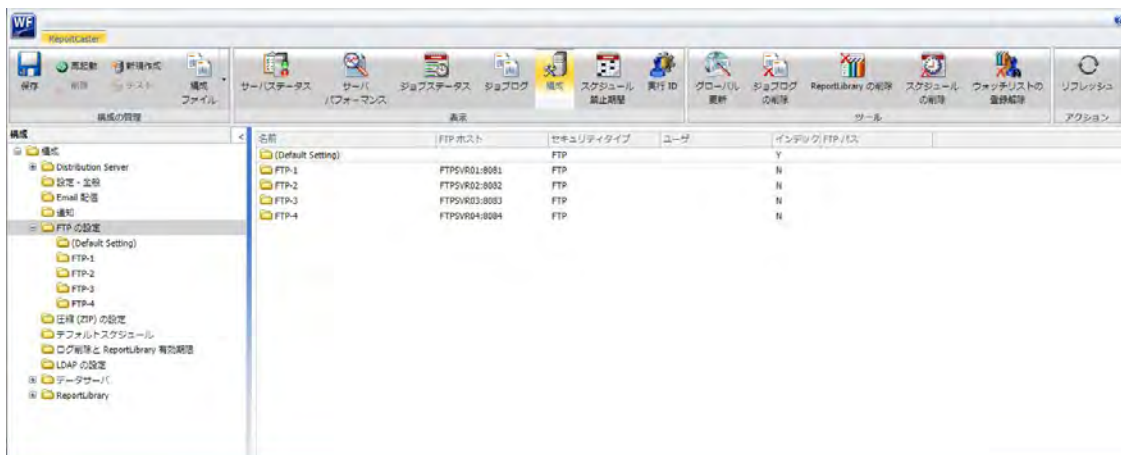 WF
ReportCaster
保存
再起動
新規作成
削除
テスト
構成
ファイル
サーバステータス
サーバ
パフォーマンス
ジョブステータス
ジョブログ
構成
スケジュール
禁止期間
実行 ID
グローバル
更新
ジョブログ
の削除
ReportLibrary の削除
スケジュール
の削除
ウォッチリストの
登録解除
リフレッシュ
構成の管理
表示
ツール
アクション
構成
<
構成
Distribution Server
設定 - 全般
Email 配信
通知
FTP の設定
(Default Setting)
FTP-1
FTP-2
FTP-3
FTP-4
圧縮 (ZIP) の設定
デフォルトスケジュール
ログ削除と ReportLibrary 有効期限
LDAP の設定
データサーバ
ReportLibrary
名前 FTP ホスト セキュリティタイプ ユーザ インデックス FTP パス
(Default Setting) FTP Y
FTP-1 FTPSVR01:8081 FTP N
FTP-2 FTPSVR02:8082 FTP N
FTP-3 FTPSVR03:8083 FTP N
FTP-4 FTPSVR04:8084 FTP N